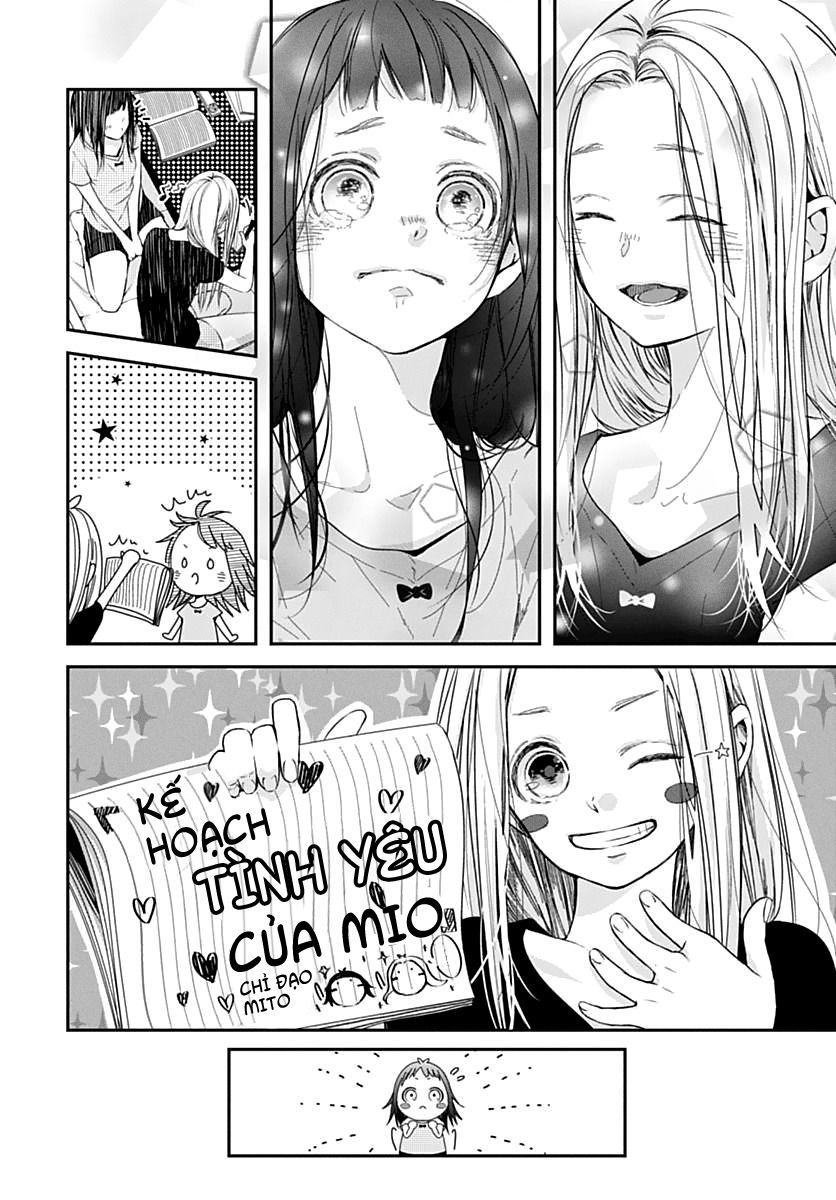 KẾ
HOẠCH
TÌNH YÊU
CỦA MIO
CHỈ ĐẠO
MITO